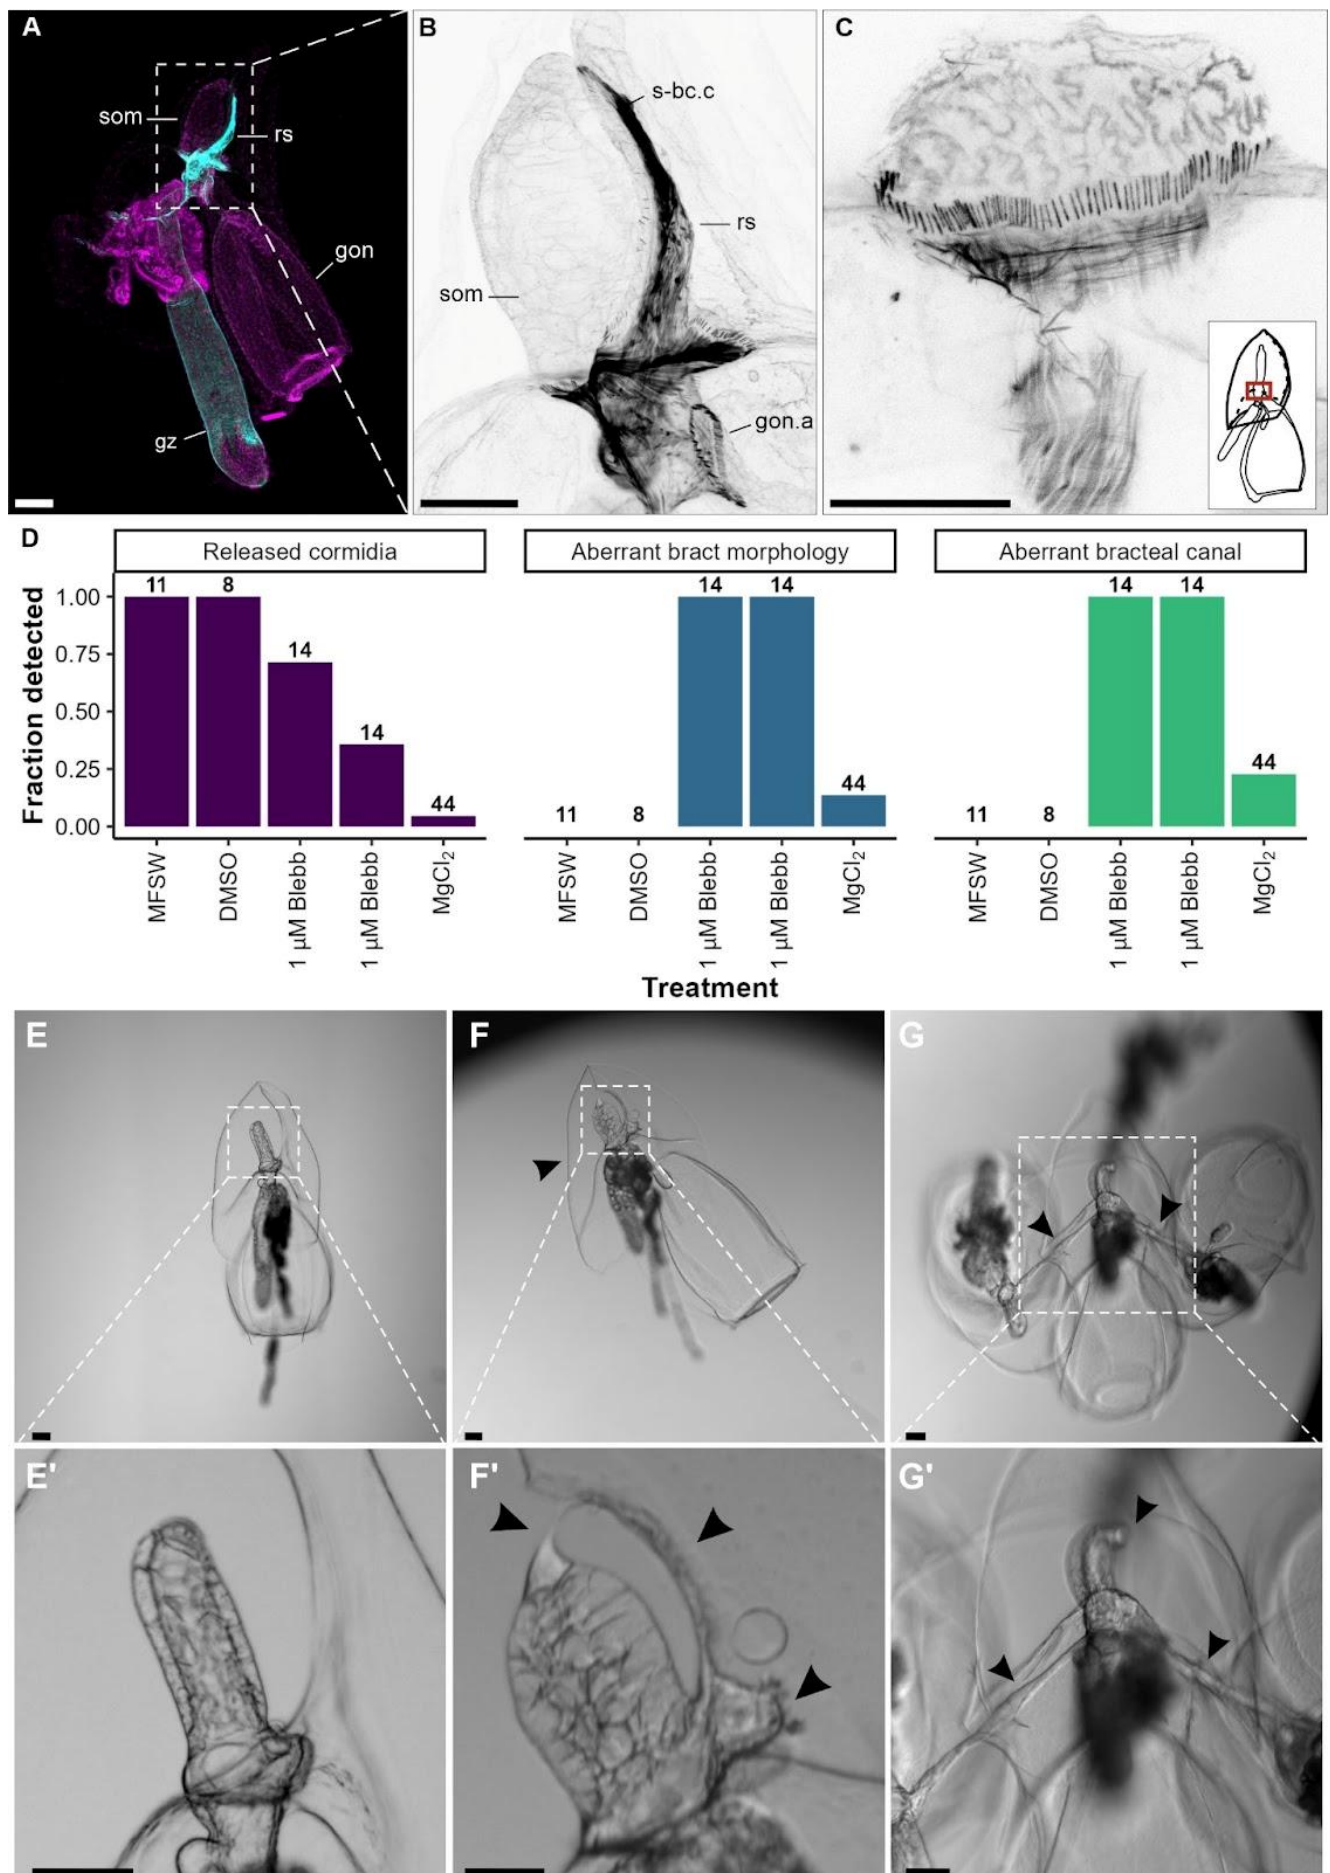 A
som
rs
gon
gz
B
s-bc.c
rs
som
gon.a
C
D
Released cormidia
Aberrant bract morphology
Aberrant bracteal canal
Fraction detected
1.00
0.75
0.50
0.25
0.00
11
8
14
14
44
11
8
14
14
44
11
8
14
14
44
MFSW
DMSO
1 μM Blebb
1 μM Blebb
MgCl₂
MFSW
DMSO
1 μM Blebb
1 μM Blebb
MgCl₂
MFSW
DMSO
1 μM Blebb
1 μM Blebb
MgCl₂
Treatment
E
F
G
E'
F'
G'